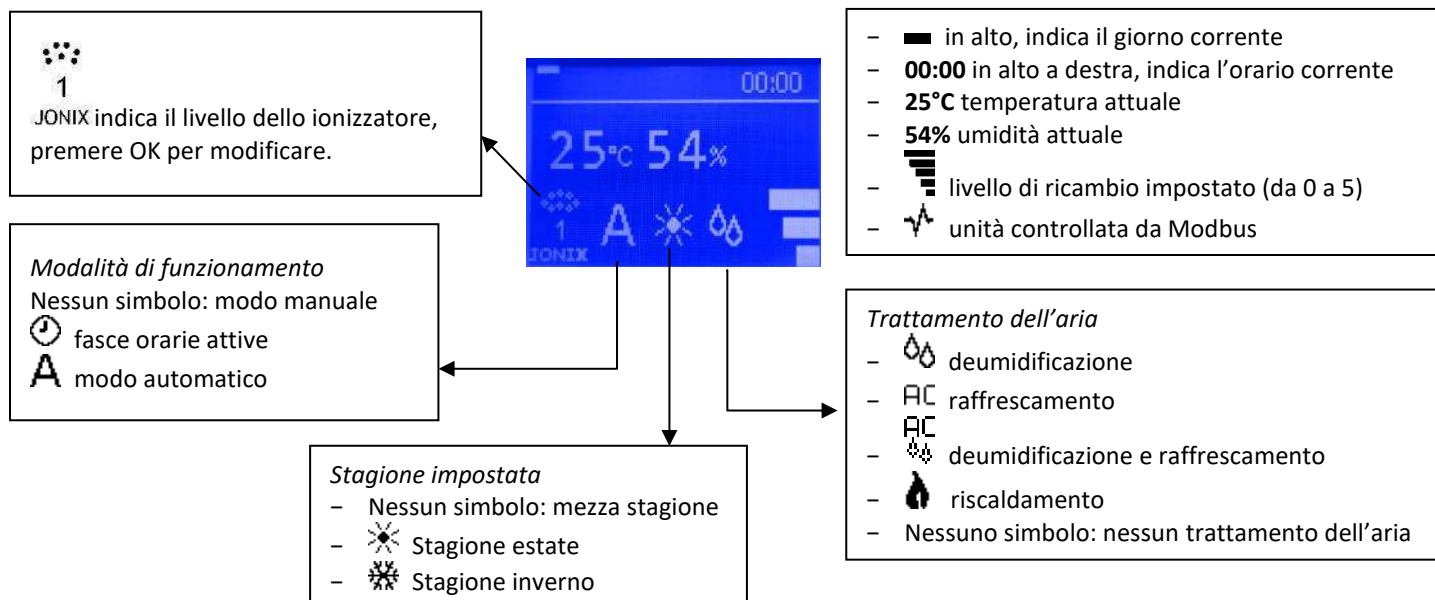 1
JONIX indica il livello dello ionizzatore,
premere OK per modificare.
00:00
25°C 54%
1 A
JONIX
– in alto, indica il giorno corrente
– 00:00 in alto a destra, indica l’orario corrente
– 25°C temperatura attuale
– 54% umidità attuale
– livello di ricambio impostato (da 0 a 5)
– unità controllata da Modbus
Modalità di funzionamento
Nessun simbolo: modo manuale
fasce orarie attive
A modo automatico
Trattamento dell’aria
– deumidificazione
– AC raffrescamento
AC
– deumidificazione e raffrescamento
– riscaldamento
– Nessuno simbolo: nessun trattamento dell’aria
Stagione impostata
– Nessun simbolo: mezza stagione
– Stagione estate
– Stagione inverno